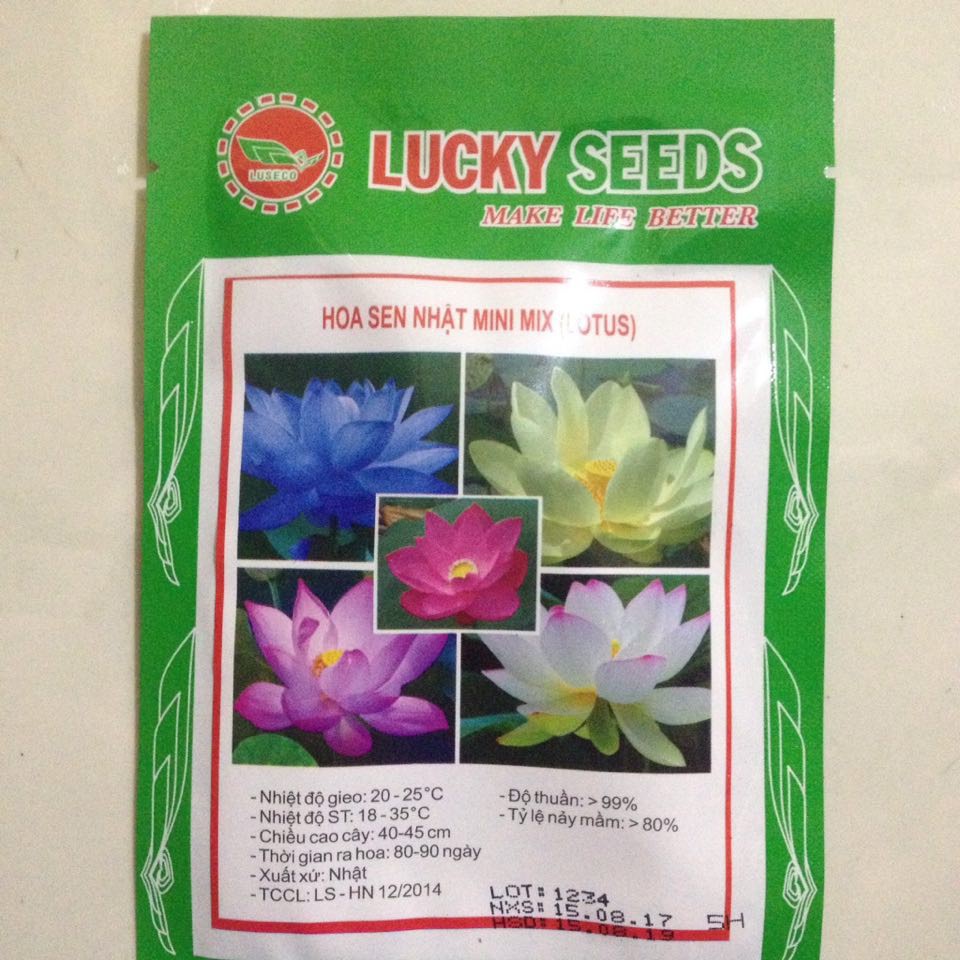 LUSECO
LUCKY SEEDS
MAKE LIFE BETTER
HOA SEN NHẬT MINI MIX (LOTUS)
- Nhiệt độ gieo: 20 - 25°C
- Nhiệt độ ST: 18 - 35°C
- Chiều cao cây: 40-45 cm
- Thời gian ra hoa: 80-90 ngày
- Xuất xứ: Nhật
- TCCL: LS - HN 12/2014
- Độ thuần: > 99%
- Tỷ lệ nảy mầm: > 80%
LOT: 1234
NXS: 15.08.17 5H
HSD: 15.08.19